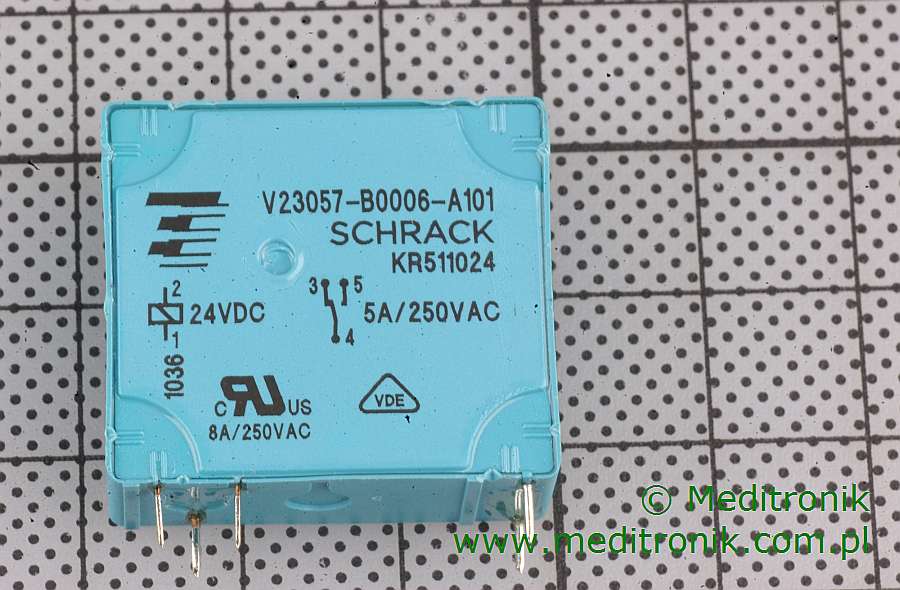 V23057-B0006-A101
SCHRACK
KR511024
2
24VDC
1
3 5
5A/250VAC
4
1036
C RU US
8A/250VAC
VDE
© Meditronik
www.meditronik.com.pl